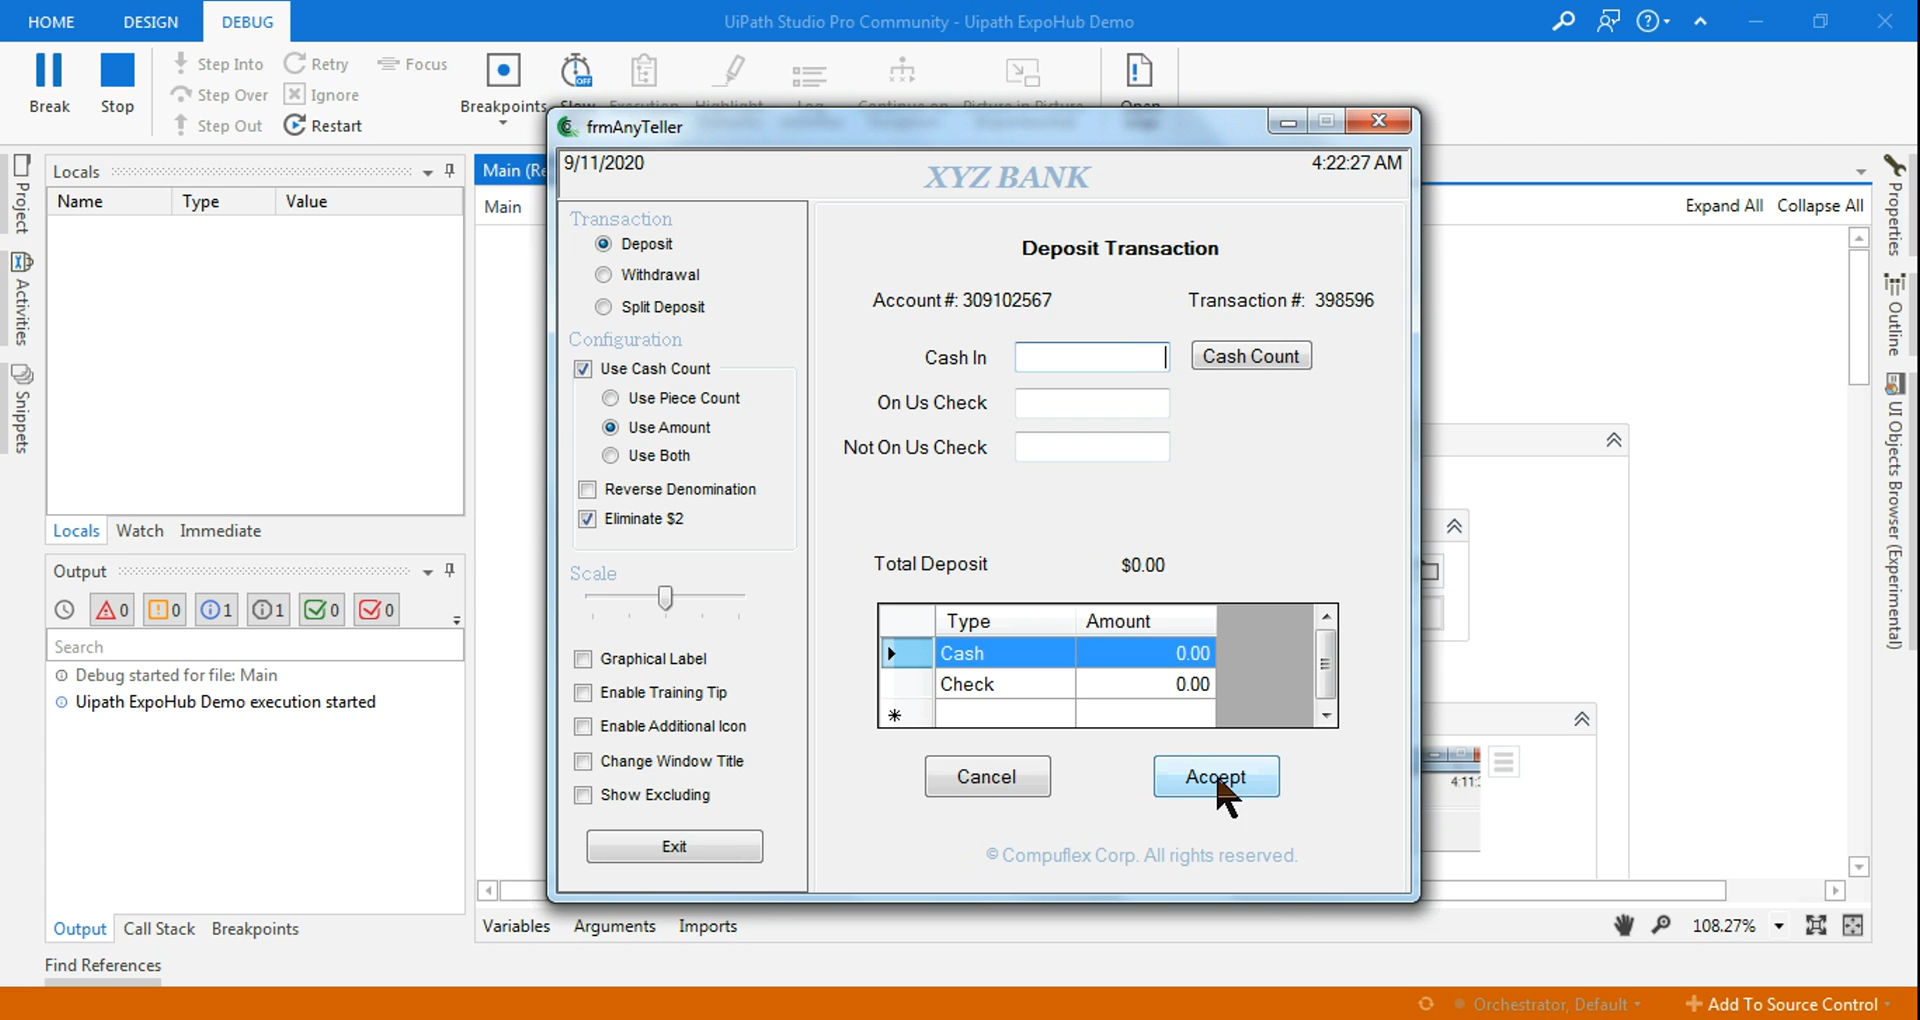 HOME DESIGN DEBUG UiPath Studio Pro Community - Uipath ExpoHub Demo
Break Stop
Step Into Retry Focus
Step Over Ignore
Step Out Restart
Breakpoints
frmAnyTeller
9/11/2020 XYZ BANK 4:22:27 AM
Locals
Name Type Value
Locals Watch Immediate
Project
Activities
Snippets
Output
0 0 1 1 0 0
Search
Debug started for file: Main
Uipath ExpoHub Demo execution started
Output Call Stack Breakpoints
Find References
Main (Re
Main
Expand All Collapse All
Transaction
Deposit
Withdrawal
Split Deposit
Configuration
Use Cash Count
Use Piece Count
Use Amount
Use Both
Reverse Denomination
Eliminate $2
Scale
Graphical Label
Enable Training Tip
Enable Additional Icon
Change Window Title
Show Excluding
Exit
Deposit Transaction
Account #: 309102567 Transaction #: 398596
Cash In Cash Count
On Us Check
Not On Us Check
Total Deposit $0.00
Type Amount
Cash 0.00
Check 0.00
Cancel Accept
© Compuflex Corp. All rights reserved.
Properties
Outline
UI Objects Browser (Experimental)
Variables Arguments Imports 108.27%
Orchestrator, Default Add To Source Control